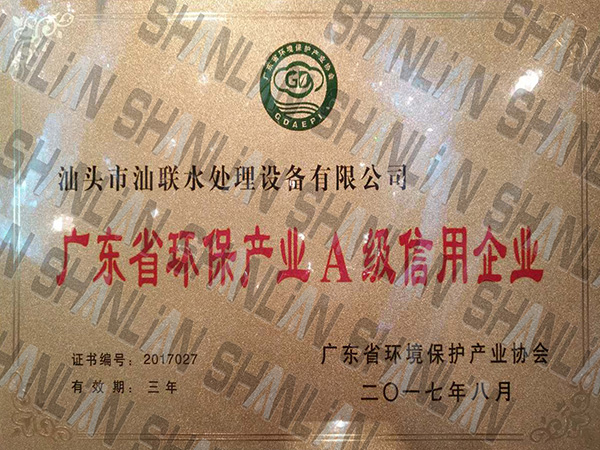 广东省环境保护产业协会
GD
GDAEPI
汕头市汕联水处理设备有限公司
广东省环保产业A级信用企业
证书编号：2017027
广东省环境保护产业协会
有效期：三年
二〇一七年八月
SHANLIAN